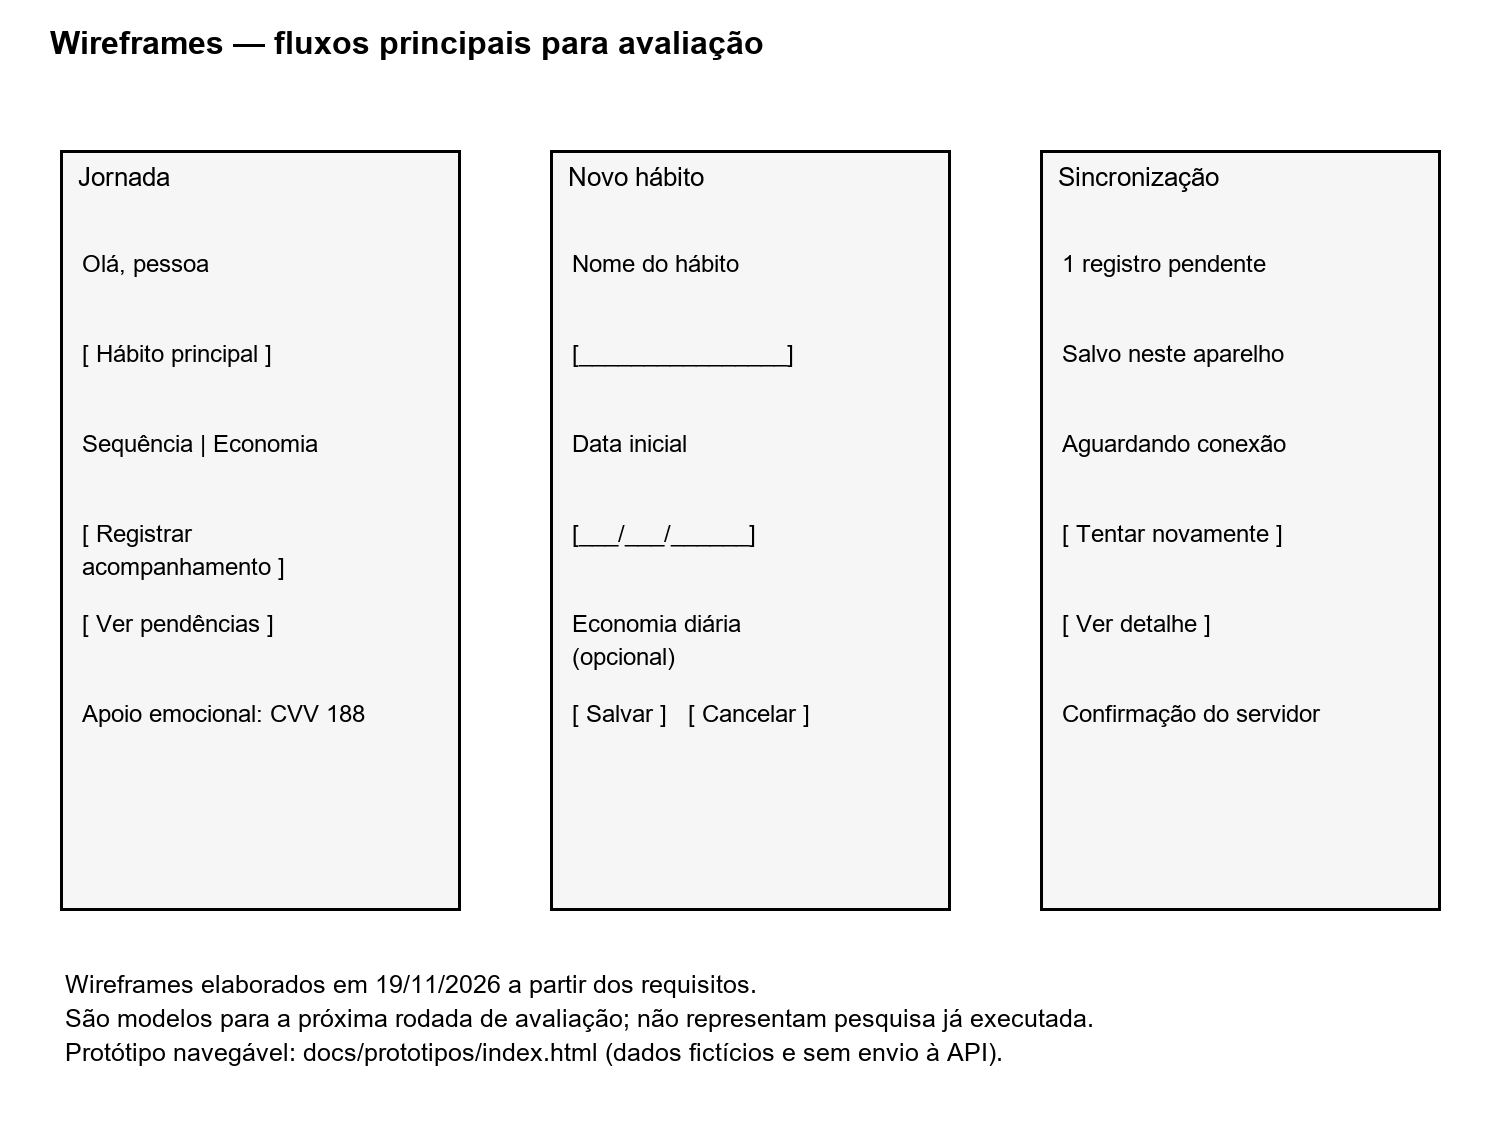 Wireframes — fluxos principais para avaliação
Jornada
Olá, pessoa
[ Hábito principal ]
Sequência | Economia
[ Registrar
acompanhamento ]
[ Ver pendências ]
Apoio emocional: CVV 188
Novo hábito
Nome do hábito
[________________]
Data inicial
[___/___/______]
Economia diária
(opcional)
[ Salvar ]   [ Cancelar ]
Sincronização
1 registro pendente
Salvo neste aparelho
Aguardando conexão
[ Tentar novamente ]
[ Ver detalhe ]
Confirmação do servidor
Wireframes elaborados em 19/11/2026 a partir dos requisitos.
São modelos para a próxima rodada de avaliação; não representam pesquisa já executada.
Protótipo navegável: docs/prototipos/index.html (dados fictícios e sem envio à API).